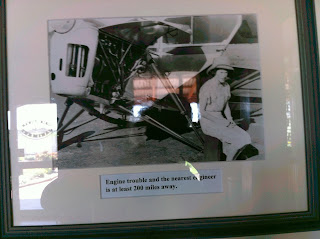 Engine trouble and the nearest engineer
is at least 200 miles away.